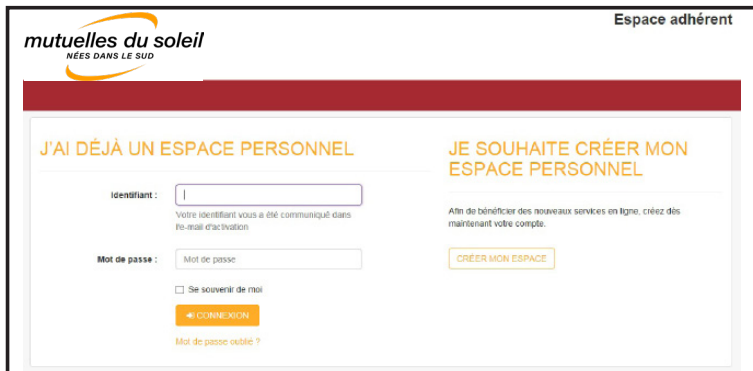 Espace adhérent
mutuelles du soleil
NÉES DANS LE SUD
J'AI DÉJÀ UN ESPACE PERSONNEL
Identifiant :
Votre identifiant vous a été communiqué dans
l'e-mail d'activation
Mot de passe :
Mot de passe
Se souvenir de moi
CONNEXION
Mot de passe oublié ?
JE SOUHAITE CRÉER MON
ESPACE PERSONNEL
Afin de bénéficier des nouveaux services en ligne, créez dès
maintenant votre compte.
CRÉER MON ESPACE